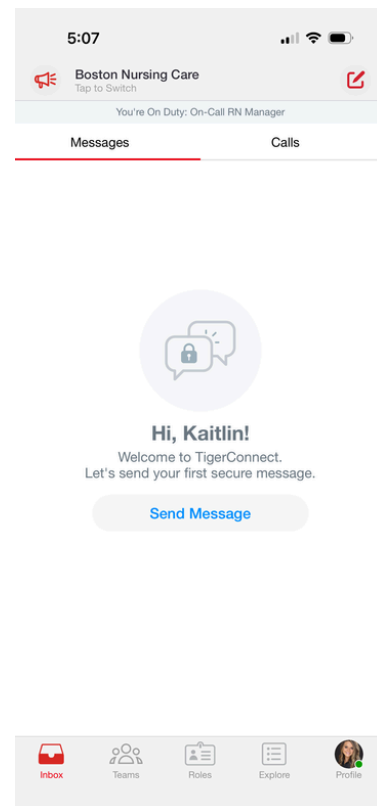 5:07
Boston Nursing Care
Tap to Switch
You're On Duty: On-Call RN Manager
Messages
Calls
Hi, Kaitlin!
Welcome to TigerConnect.
Let's send your first secure message.
Send Message
Inbox
Teams
Roles
Explore
Profile